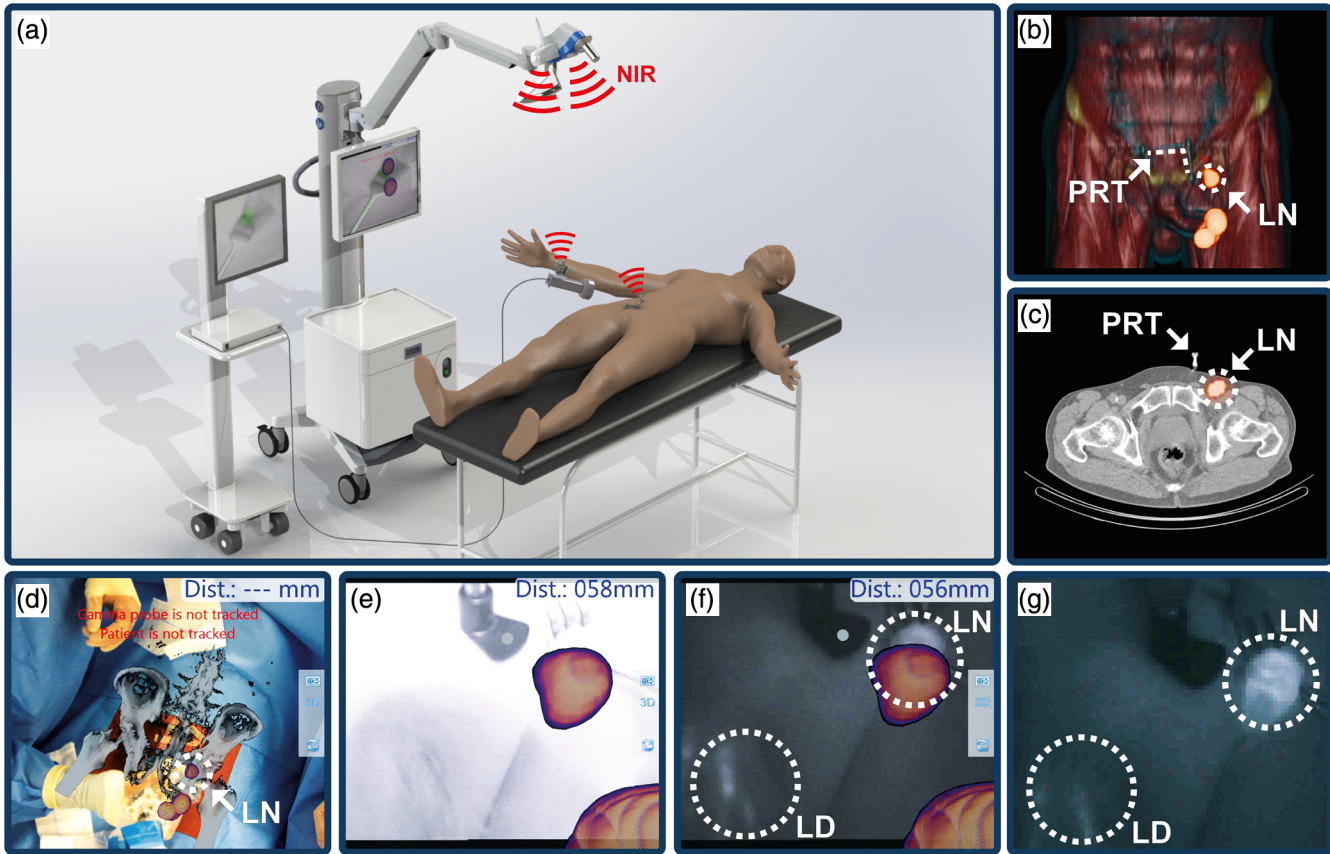 (a)
NIR
(b)
PRT
LN
(c)
PRT
LN
(d)
Dist.: --- mm
Gamma probe is not tracked
Patient is not tracked
3D
LN
(e)
Dist.: 058mm
3D
(f)
Dist.: 056mm
LN
3D
LD
(g)
LN
LD